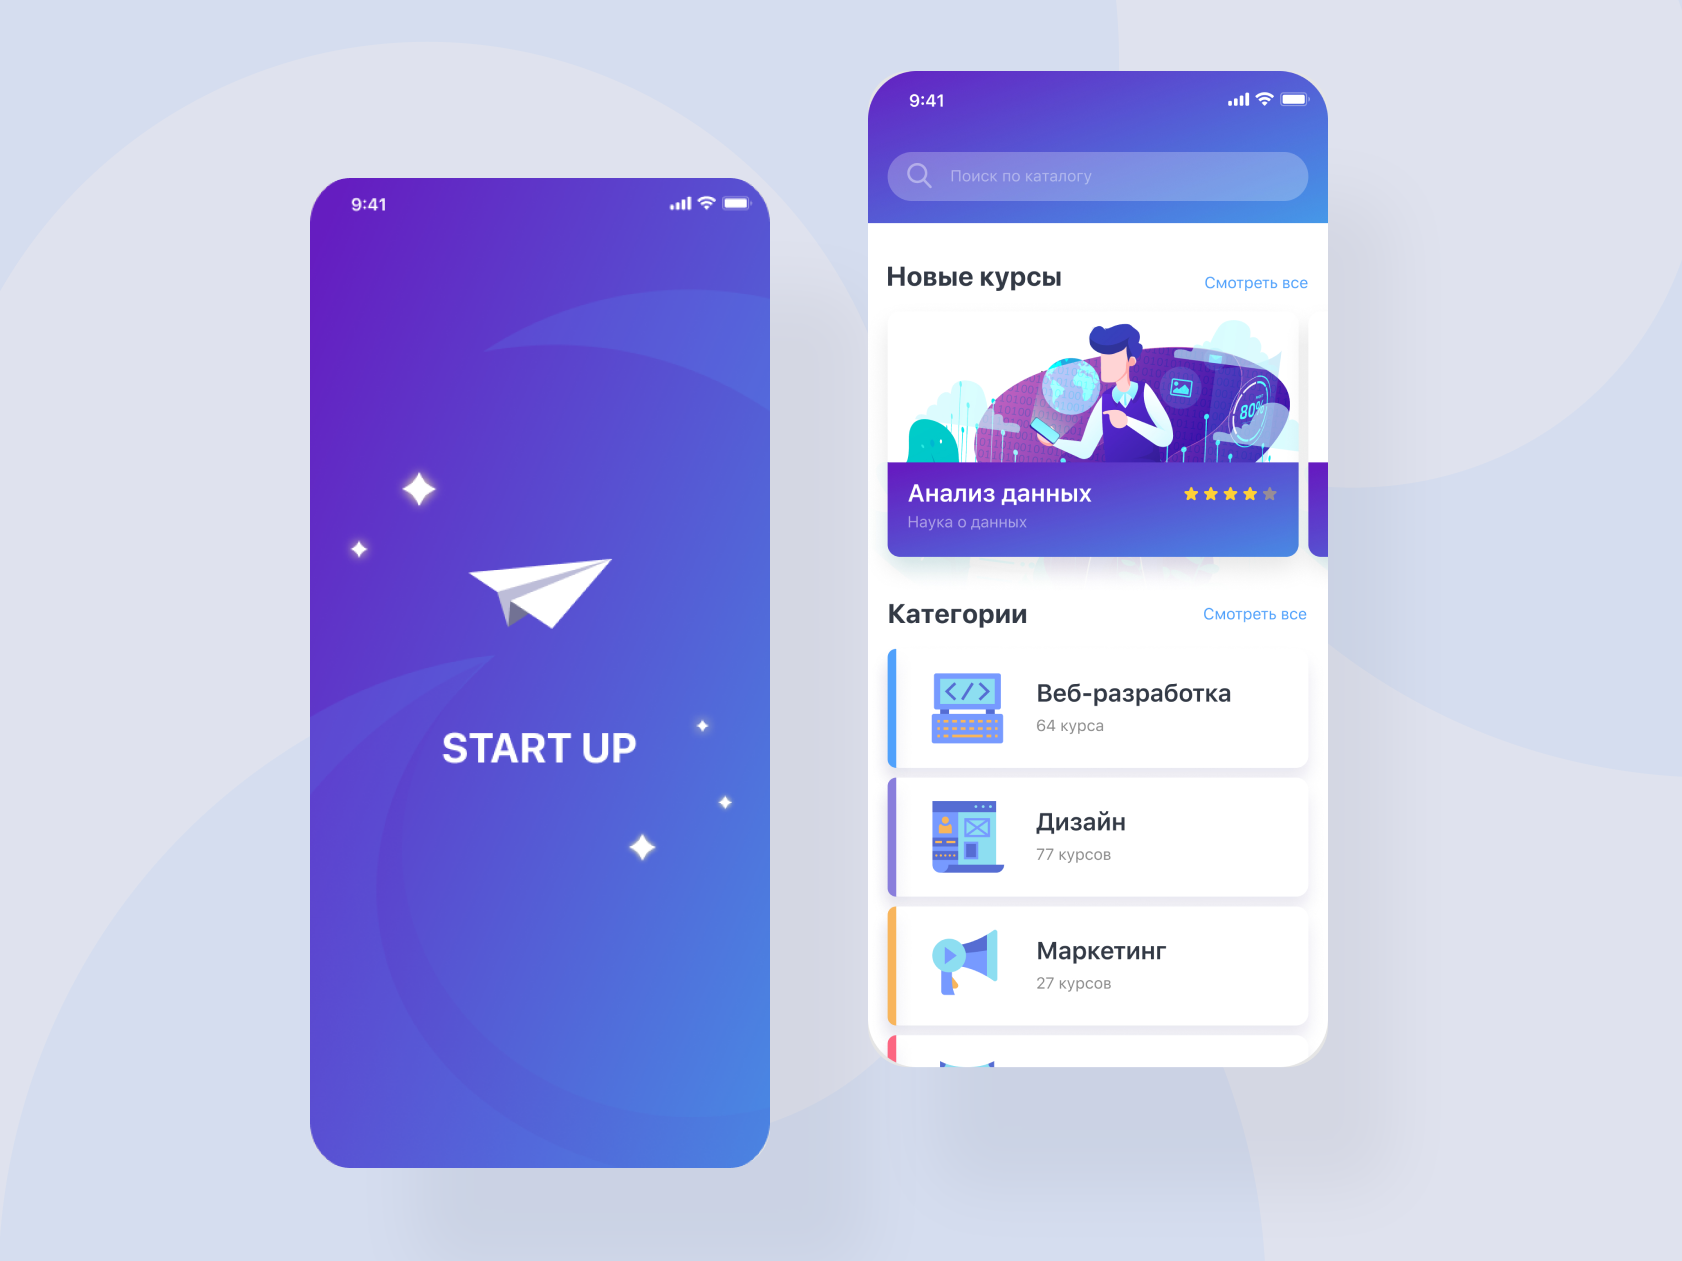 9:41
START UP
9:41
Поиск по каталогу
Новые курсы
Смотреть все
80%
Анализ данных
Наука о данных
Категории
Смотреть все
Веб-разработка
64 курса
Дизайн
77 курсов
Маркетинг
27 курсов